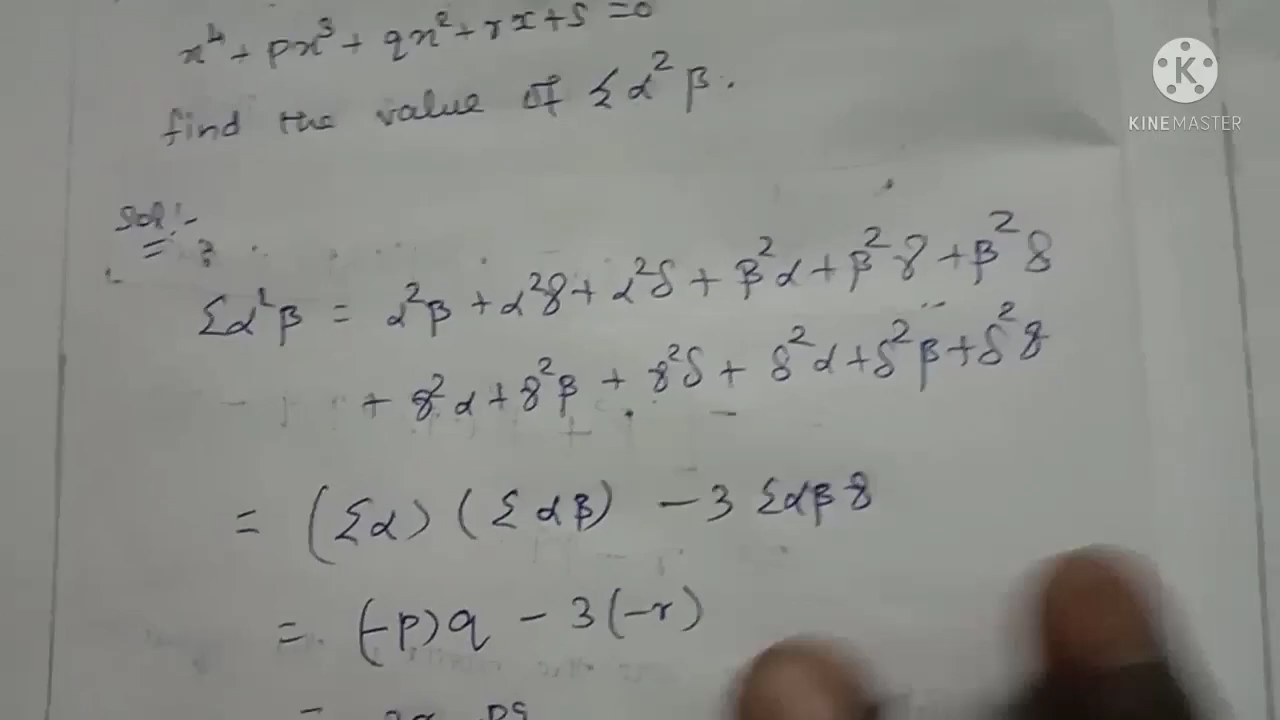 x⁴ + px³ + qx² + rx + s = 0
find the value of Σα²β.
KINEMASTER
Sol:-
Σα²β = α²β + α²γ + α²δ + β²α + β²γ + β²δ
+ γ²α + γ²β + γ²δ + δ²α + δ²β + δ²γ
= (Σα) (Σαβ) - 3 Σαβγ
= (-p)q - 3(-r)
=